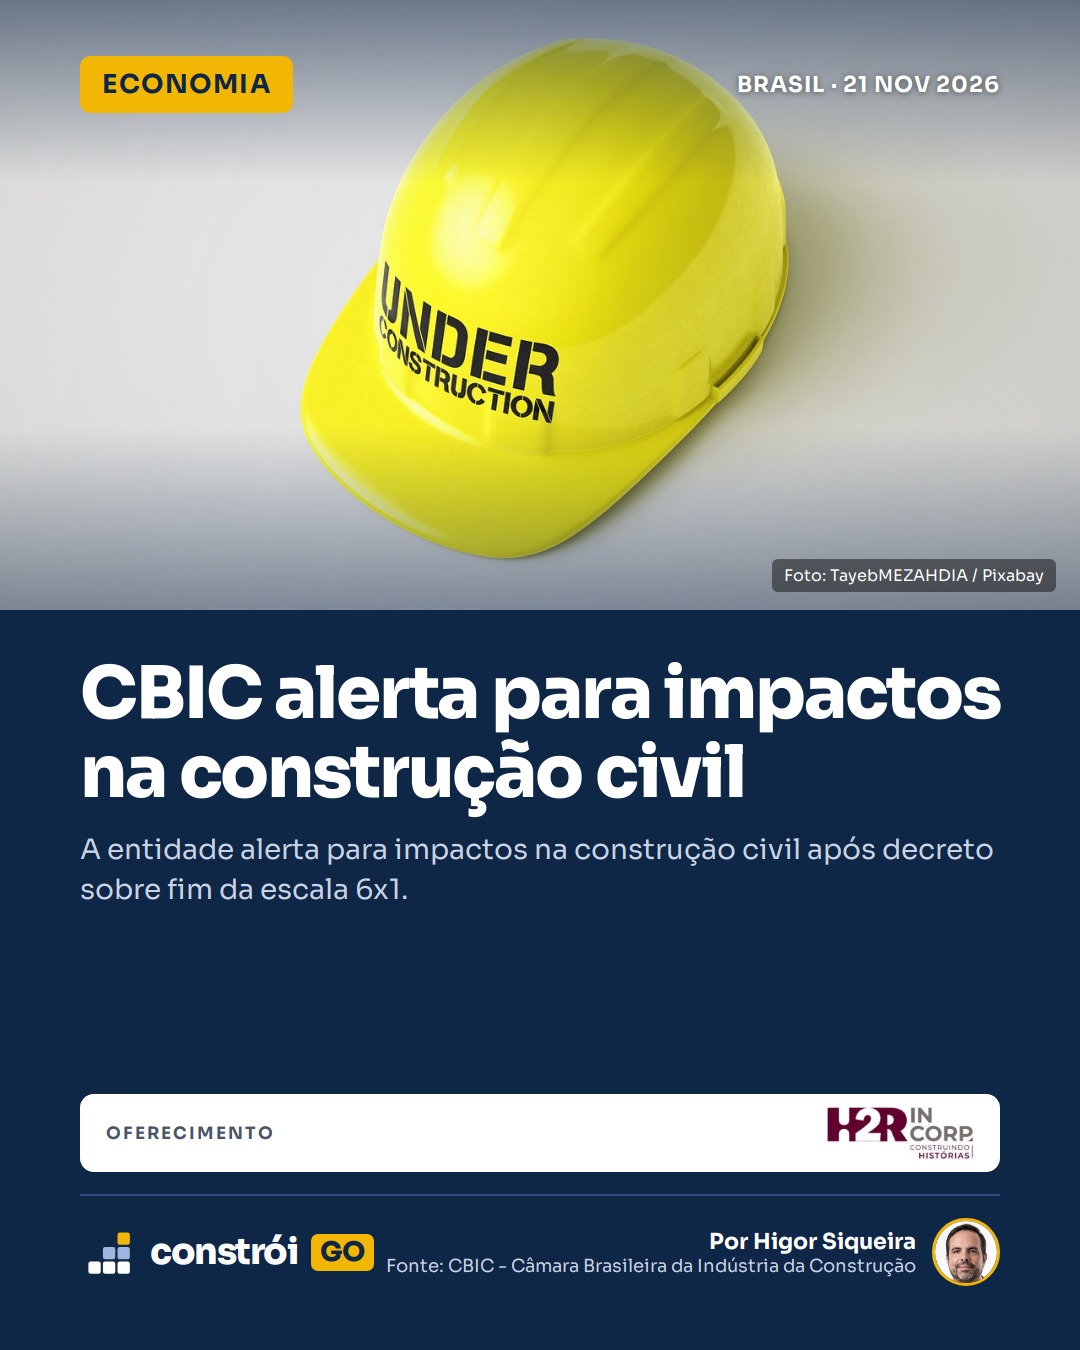 ECONOMIA
BRASIL · 21 NOV 2026
UNDER
CONSTRUCTION
Foto: TayebMEZAHDIA / Pixabay
CBIC alerta para impactos
na construção civil
A entidade alerta para impactos na construção civil após decreto
sobre fim da escala 6x1.
OFERECIMENTO
H2R IN
CORP.
CONSTRUINDO
HISTÓRIAS
constrói GO
Por Higor Siqueira
Fonte: CBIC - Câmara Brasileira da Indústria da Construção